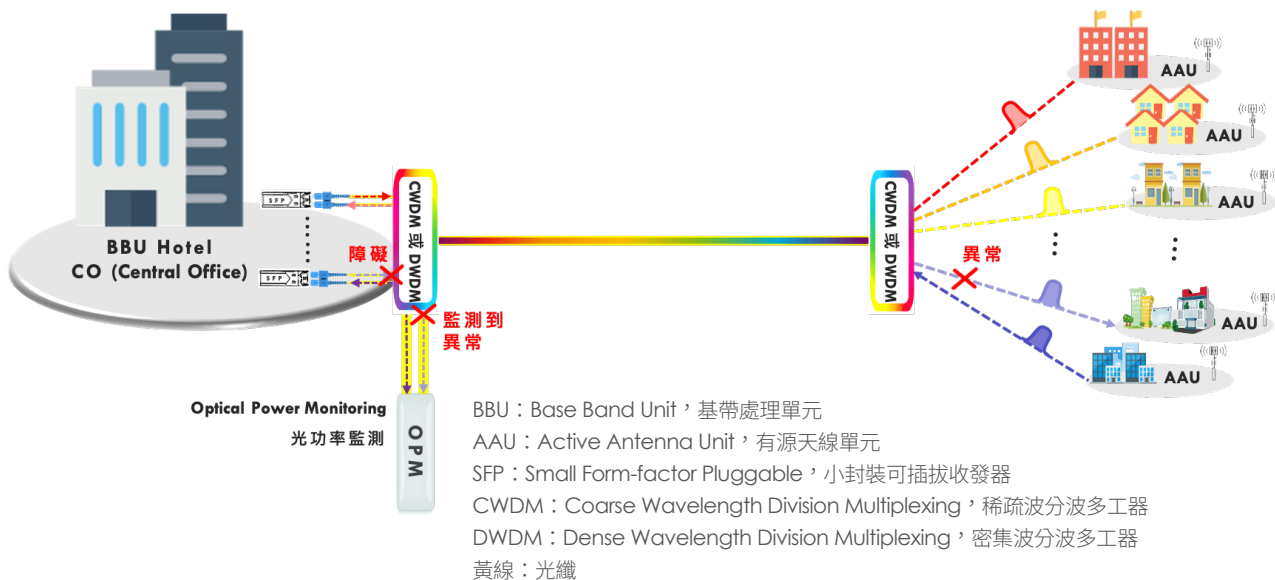 AAU
AAU
AAU
AAU
AAU
BBU Hotel
CO (Central Office)
SFP
SFP
障礙
CWDM 或 DWDM
CWDM 或 DWDM
異常
監測到
異常
Optical Power Monitoring
光功率監測
OPM
BBU：Base Band Unit，基帶處理單元
AAU：Active Antenna Unit，有源天線單元
SFP：Small Form-factor Pluggable，小封裝可插拔收發器
CWDM：Coarse Wavelength Division Multiplexing，稀疏波分波多工器
DWDM：Dense Wavelength Division Multiplexing，密集波分波多工器
黃線：光纖